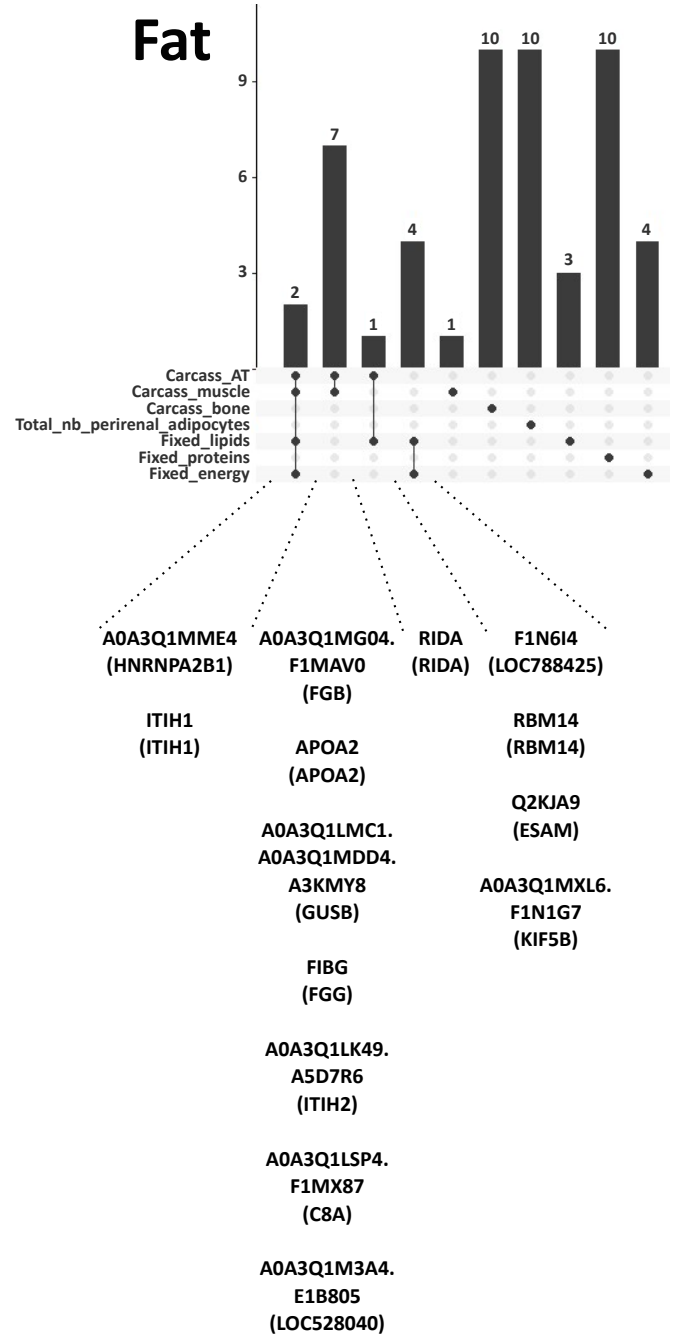 Fat
10 10 10
9
7
6
4 4
3
3
2
1 1
Carcass_AT
Carcass_muscle
Carcass_bone
Total_nb_perirenal_adipocytes
Fixed_lipids
Fixed_proteins
Fixed_energy
A0A3Q1MME4
(HNRNPA2B1)
ITIH1
(ITIH1)
A0A3Q1MG04.
F1MAV0
(FGB)
APOA2
(APOA2)
A0A3Q1LMC1.
A0A3Q1MDD4.
A3KMY8
(GUSB)
FIBG
(FGG)
A0A3Q1LK49.
A5D7R6
(ITIH2)
A0A3Q1LSP4.
F1MX87
(C8A)
A0A3Q1M3A4.
E1B805
(LOC528040)
RIDA
(RIDA)
F1N6I4
(LOC788425)
RBM14
(RBM14)
Q2KJA9
(ESAM)
A0A3Q1MXL6.
F1N1G7
(KIF5B)